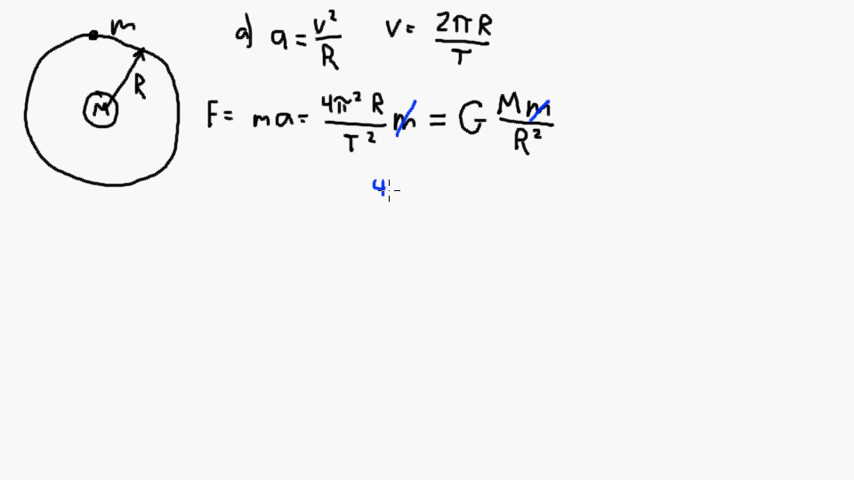 m
R
M
a) a = v²/R   v = 2πR/T
F = ma = 4π²R/T² m = G Mm/R²
4